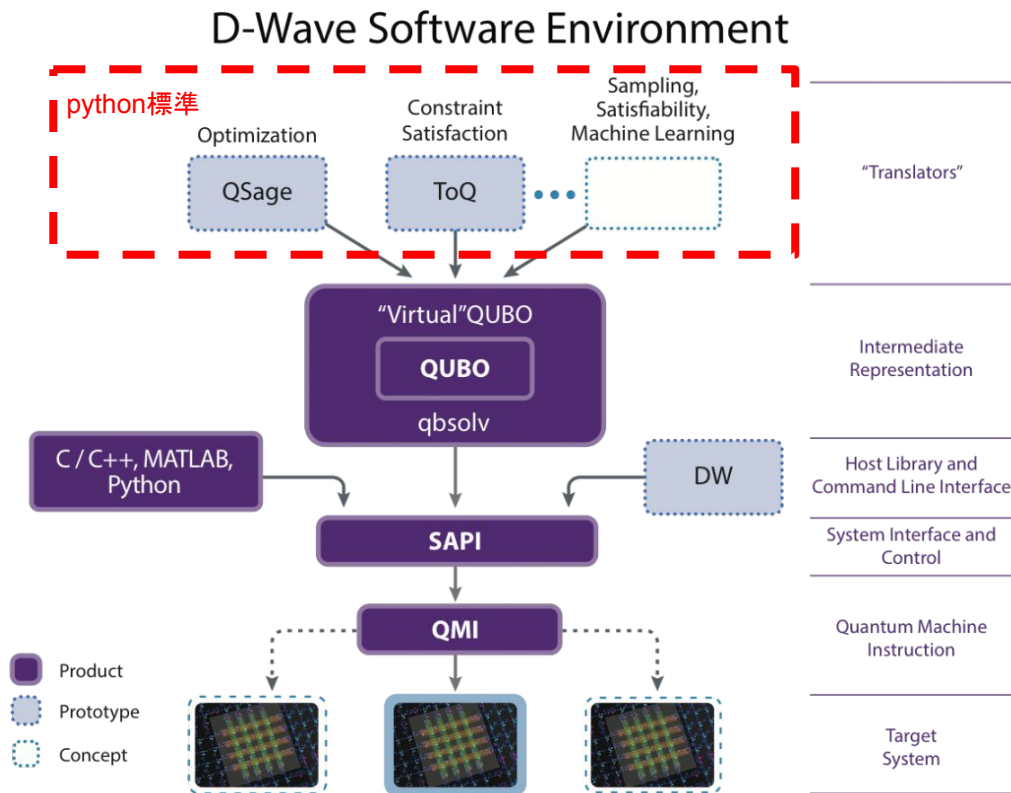 D-Wave Software Environment
python標準
Optimization
QSage
Constraint
Satisfaction
ToQ
Sampling,
Satisfiability,
Machine Learning
“Translators”
“Virtual”QUBO
QUBO
qbsolv
Intermediate
Representation
C / C++, MATLAB,
Python
DW
Host Library and
Command Line Interface
SAPI
System Interface and
Control
QMI
Quantum Machine
Instruction
Product
Prototype
Concept
Target
System